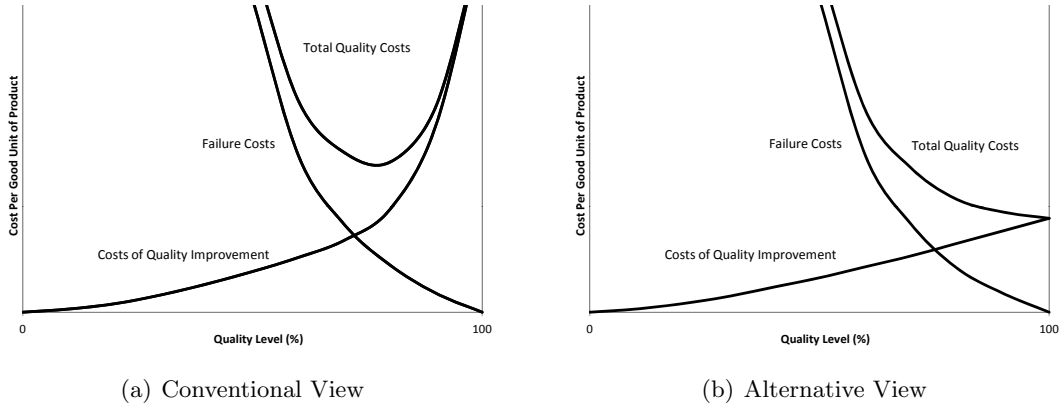 Cost Per Good Unit of Product
Total Quality Costs
Failure Costs
Costs of Quality Improvement
0
100
Quality Level (%)
(a) Conventional View
Cost Per Good Unit of Product
Failure Costs
Total Quality Costs
Costs of Quality Improvement
0
100
Quality Level (%)
(b) Alternative View